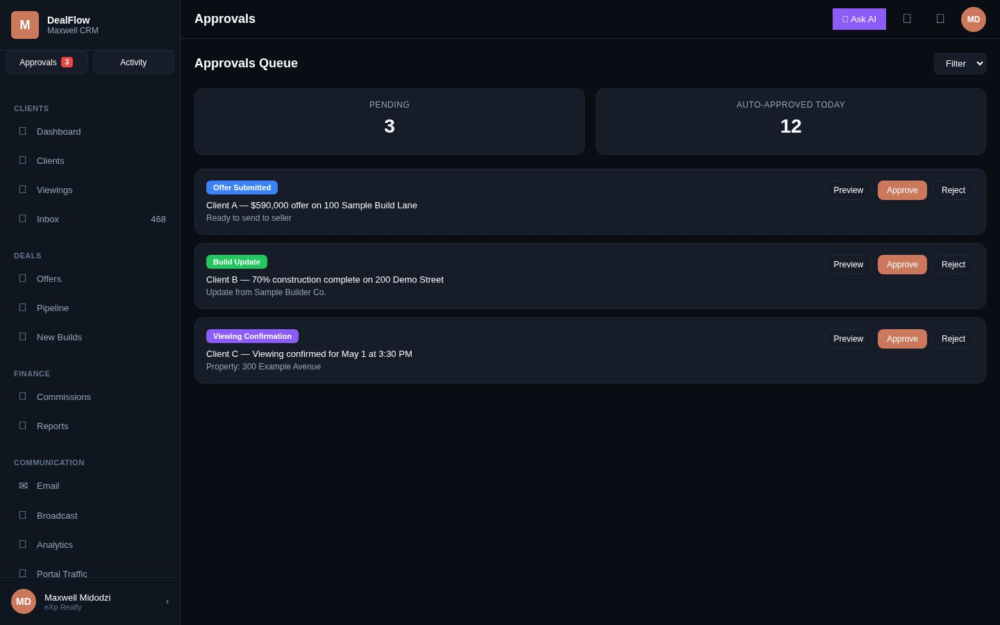 M
DealFlow
Maxwell CRM
Approvals 3
Activity
CLIENTS
Dashboard
Clients
Viewings
Inbox 468
DEALS
Offers
Pipeline
New Builds
FINANCE
Commissions
Reports
COMMUNICATION
✉ Email
Broadcast
Analytics
Portal Traffic
MD
Maxwell Midodzi
eXp Realty
›
Approvals
Ask AI
MD
Approvals Queue
Filter
PENDING
3
AUTO-APPROVED TODAY
12
Offer Submitted
Client A — $590,000 offer on 100 Sample Build Lane
Ready to send to seller
Preview Approve Reject
Build Update
Client B — 70% construction complete on 200 Demo Street
Update from Sample Builder Co.
Preview Approve Reject
Viewing Confirmation
Client C — Viewing confirmed for May 1 at 3:30 PM
Property: 300 Example Avenue
Preview Approve Reject